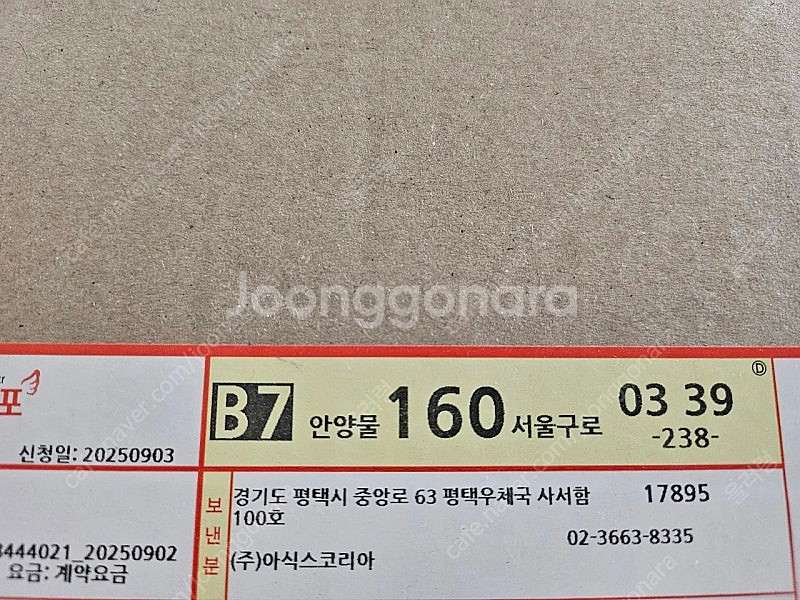 Joonggonara
포
신청일: 20250903
B7 안양물 160 서울구로 03 39
-238-
D
보낸분
경기도 평택시 중앙로 63 평택우체국 사서함 17895
100호
02-3663-8335
(주)아식스코리아
444021_20250902
요금: 계약요금